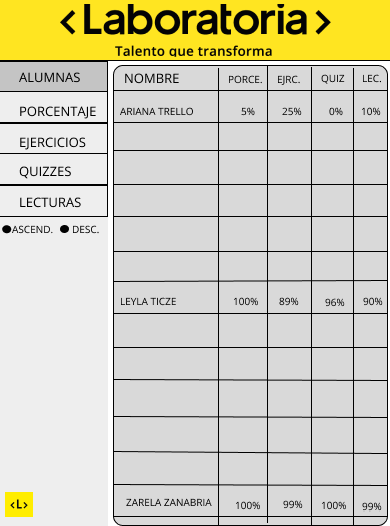 <Laboratoria>
Talento que transforma
ALUMNAS
PORCENTAJE
EJERCICIOS
QUIZZES
LECTURAS
ASCEND. DESC.
NOMBRE PORCE. EJRC. QUIZ LEC.
ARIANA TRELLO 5% 25% 0% 10%
LEYLA TICZE 100% 89% 96% 90%
ZARELA ZANABRIA 100% 99% 100% 99%
<L>